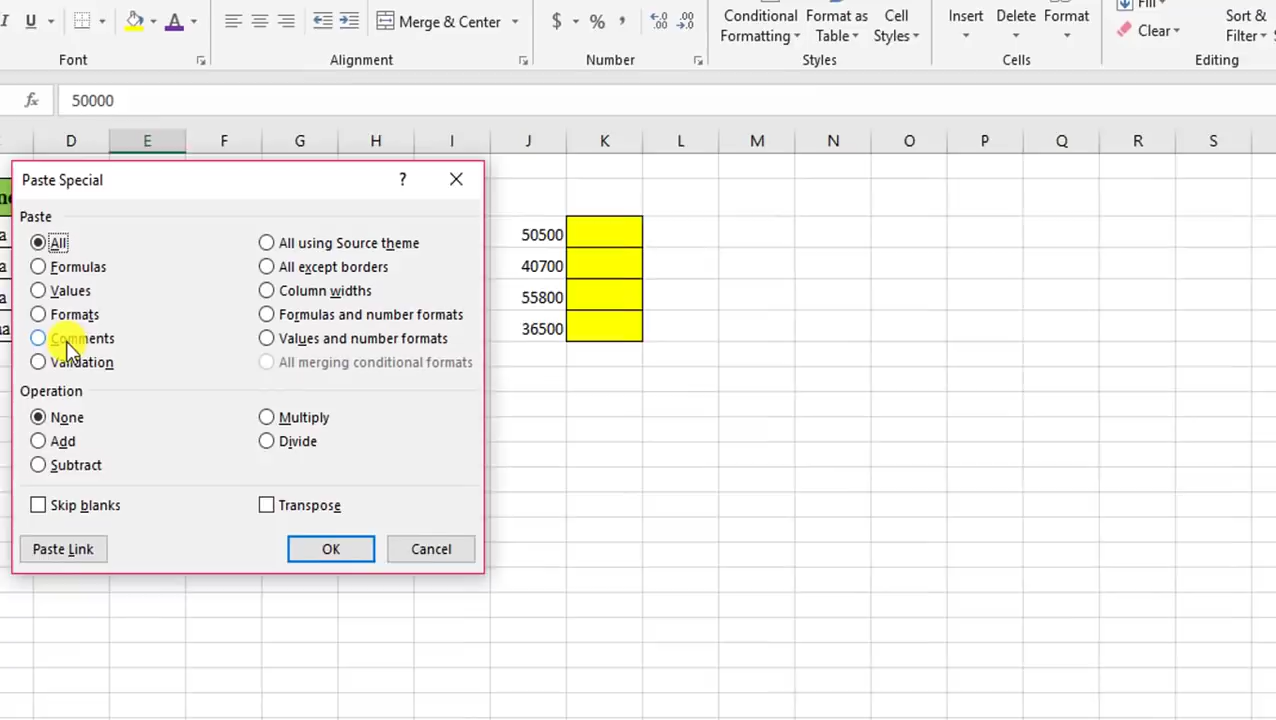 I U A Merge & Center $ % , Conditional Formatting Format as Table Cell Styles Insert Delete Format Fill Clear Sort & Filter
Font Alignment Number Styles Cells Editing
fx 50000
D E F G H I J K L M N O P Q R S
Paste Special ?
Paste
All All using Source theme
Formulas All except borders
Values Column widths
Formats Formulas and number formats
Comments Values and number formats
Validation All merging conditional formats
Operation
None Multiply
Add Divide
Subtract
Skip blanks Transpose
Paste Link OK Cancel
50500
40700
55800
36500